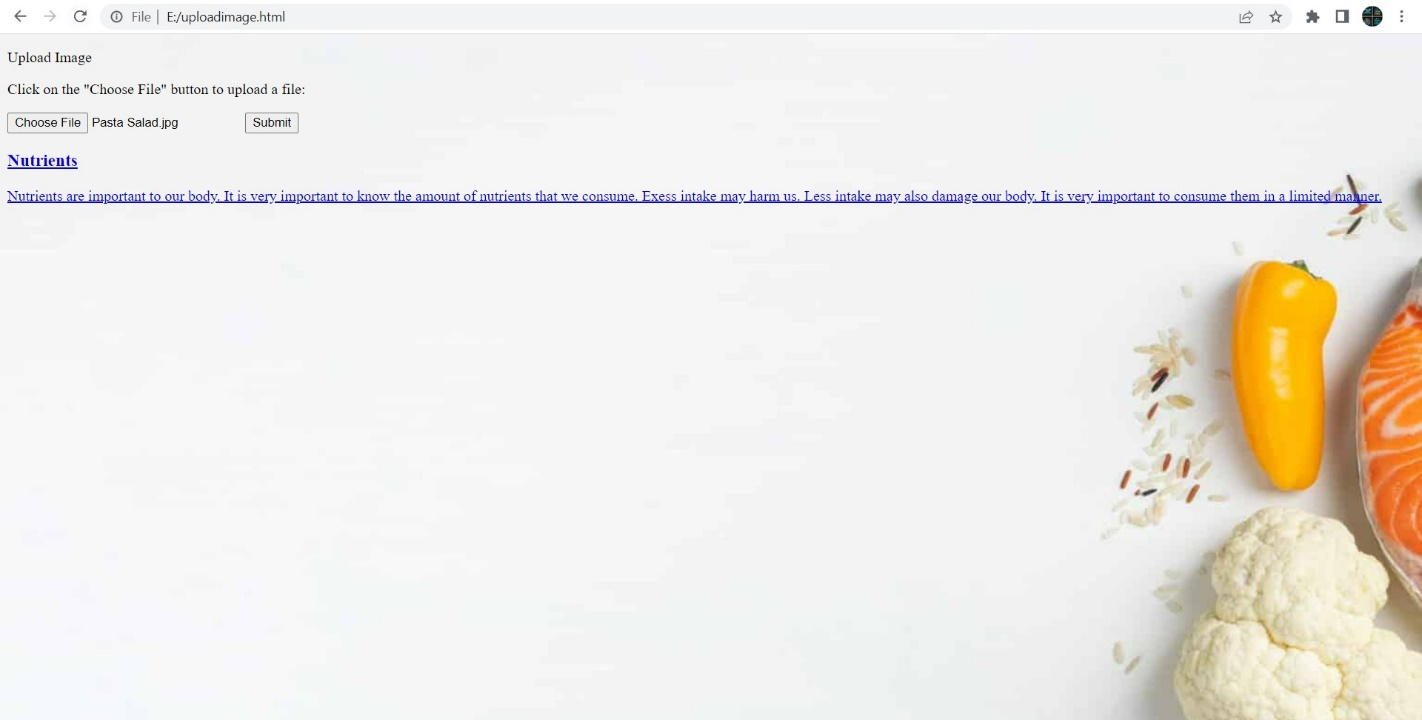 File | E:/uploadimage.html
Upload Image
Click on the "Choose File" button to upload a file:
Choose File Pasta Salad.jpg Submit
Nutrients
Nutrients are important to our body. It is very important to know the amount of nutrients that we consume. Exess intake may harm us. Less intake may also damage our body. It is very important to consume them in a limited manner.